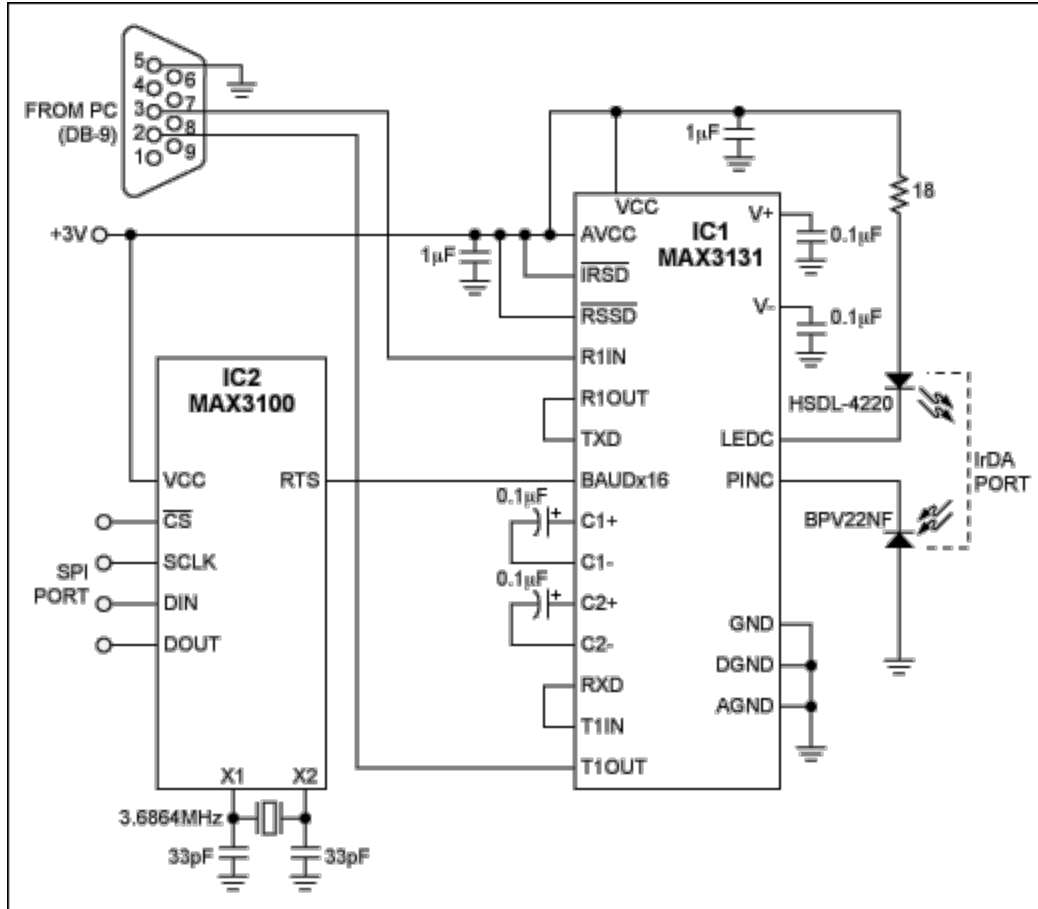 5
6
4
7
FROM PC
(DB-9)
3
8
2
9
1
1µF
18
VCC
+3V
AVCC
IC1
MAX3131
V+
0.1µF
1µF
IRSD
V-
0.1µF
RSSD
R1IN
IC2
MAX3100
R1OUT
HSDL-4220
TXD
LEDC
IrDA
PORT
VCC
RTS
BAUDx16
PINC
0.1µF
BPV22NF
CS
C1+
SPI
PORT
SCLK
C1-
0.1µF
DIN
C2+
GND
DOUT
C2-
DGND
RXD
AGND
T1IN
T1OUT
X1
X2
3.6864MHz
33pF
33pF